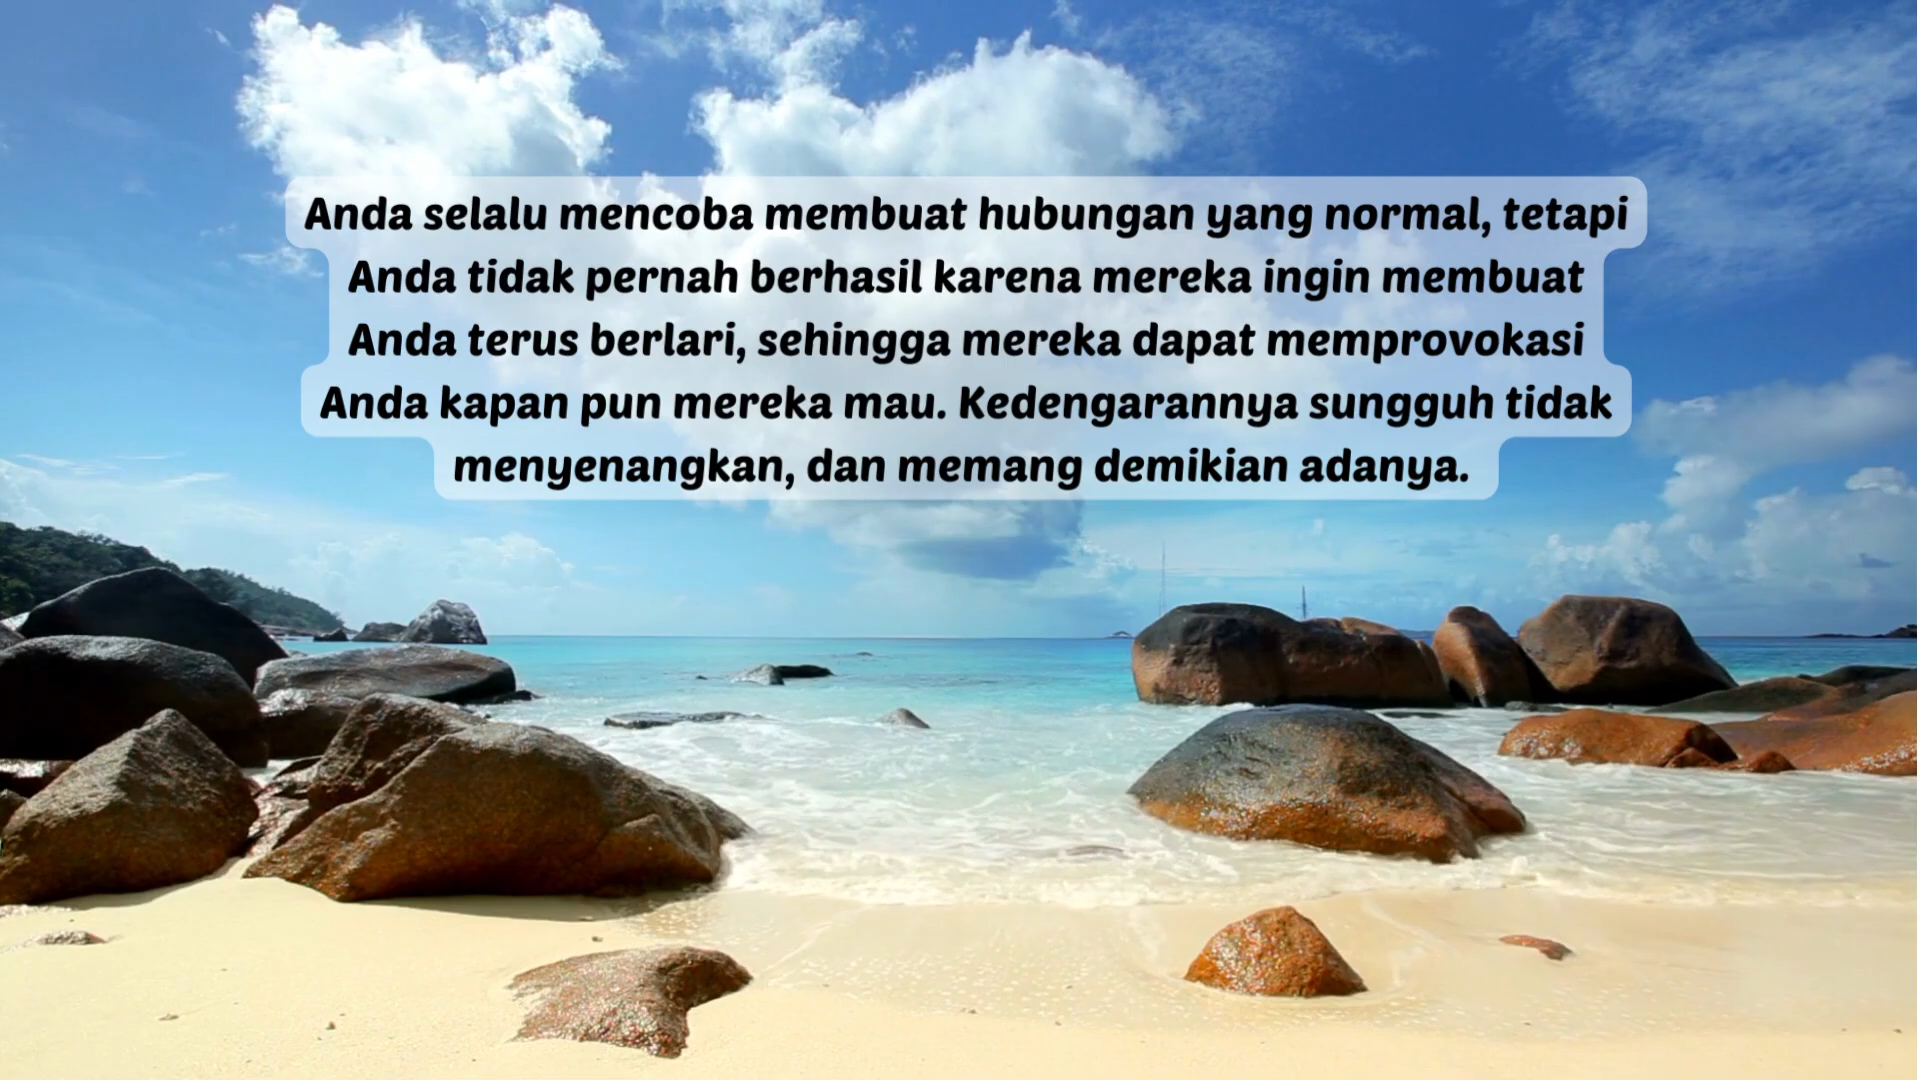 Anda selalu mencoba membuat hubungan yang normal, tetapi
Anda tidak pernah berhasil karena mereka ingin membuat
Anda terus berlari, sehingga mereka dapat memprovokasi
Anda kapan pun mereka mau. Kedengarannya sungguh tidak
menyenangkan, dan memang demikian adanya.